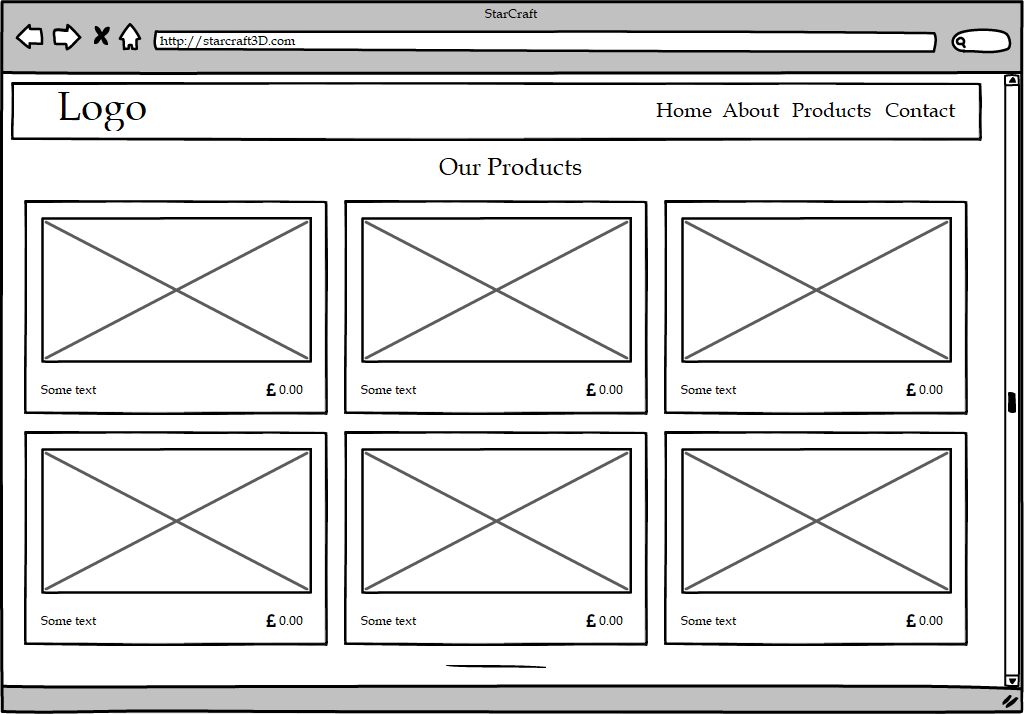 StarCraft
http://starcraft3D.com
Logo
Home About Products Contact
Our Products
Some text £ 0.00
Some text £ 0.00
Some text £ 0.00
Some text £ 0.00
Some text £ 0.00
Some text £ 0.00